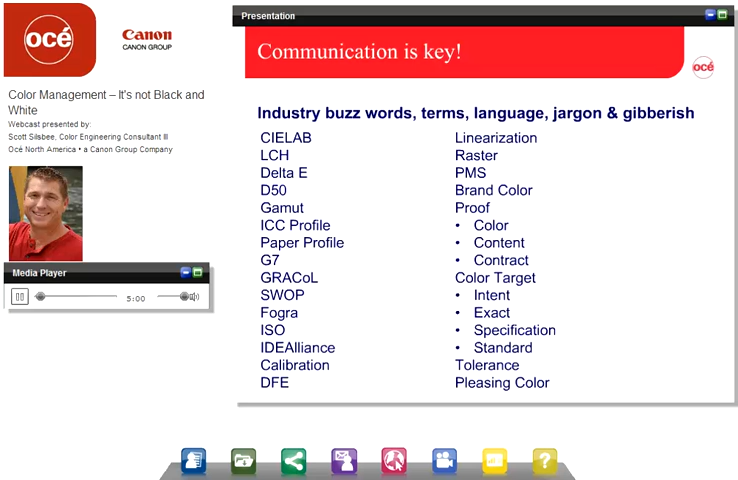 océ
Canon
CANON GROUP
Color Management – It's not Black and
White
Webcast presented by:
Scott Silsbee, Color Engineering Consultant III
Océ North America • a Canon Group Company
Media Player
5:00
Presentation
Communication is key!
océ
Industry buzz words, terms, language, jargon & gibberish
CIELAB
LCH
Delta E
D50
Gamut
ICC Profile
Paper Profile
G7
GRACoL
SWOP
Fogra
ISO
IDEAlliance
Calibration
DFE
Linearization
Raster
PMS
Brand Color
Proof
• Color
• Content
• Contract
Color Target
• Intent
• Exact
• Specification
• Standard
Tolerance
Pleasing Color
?